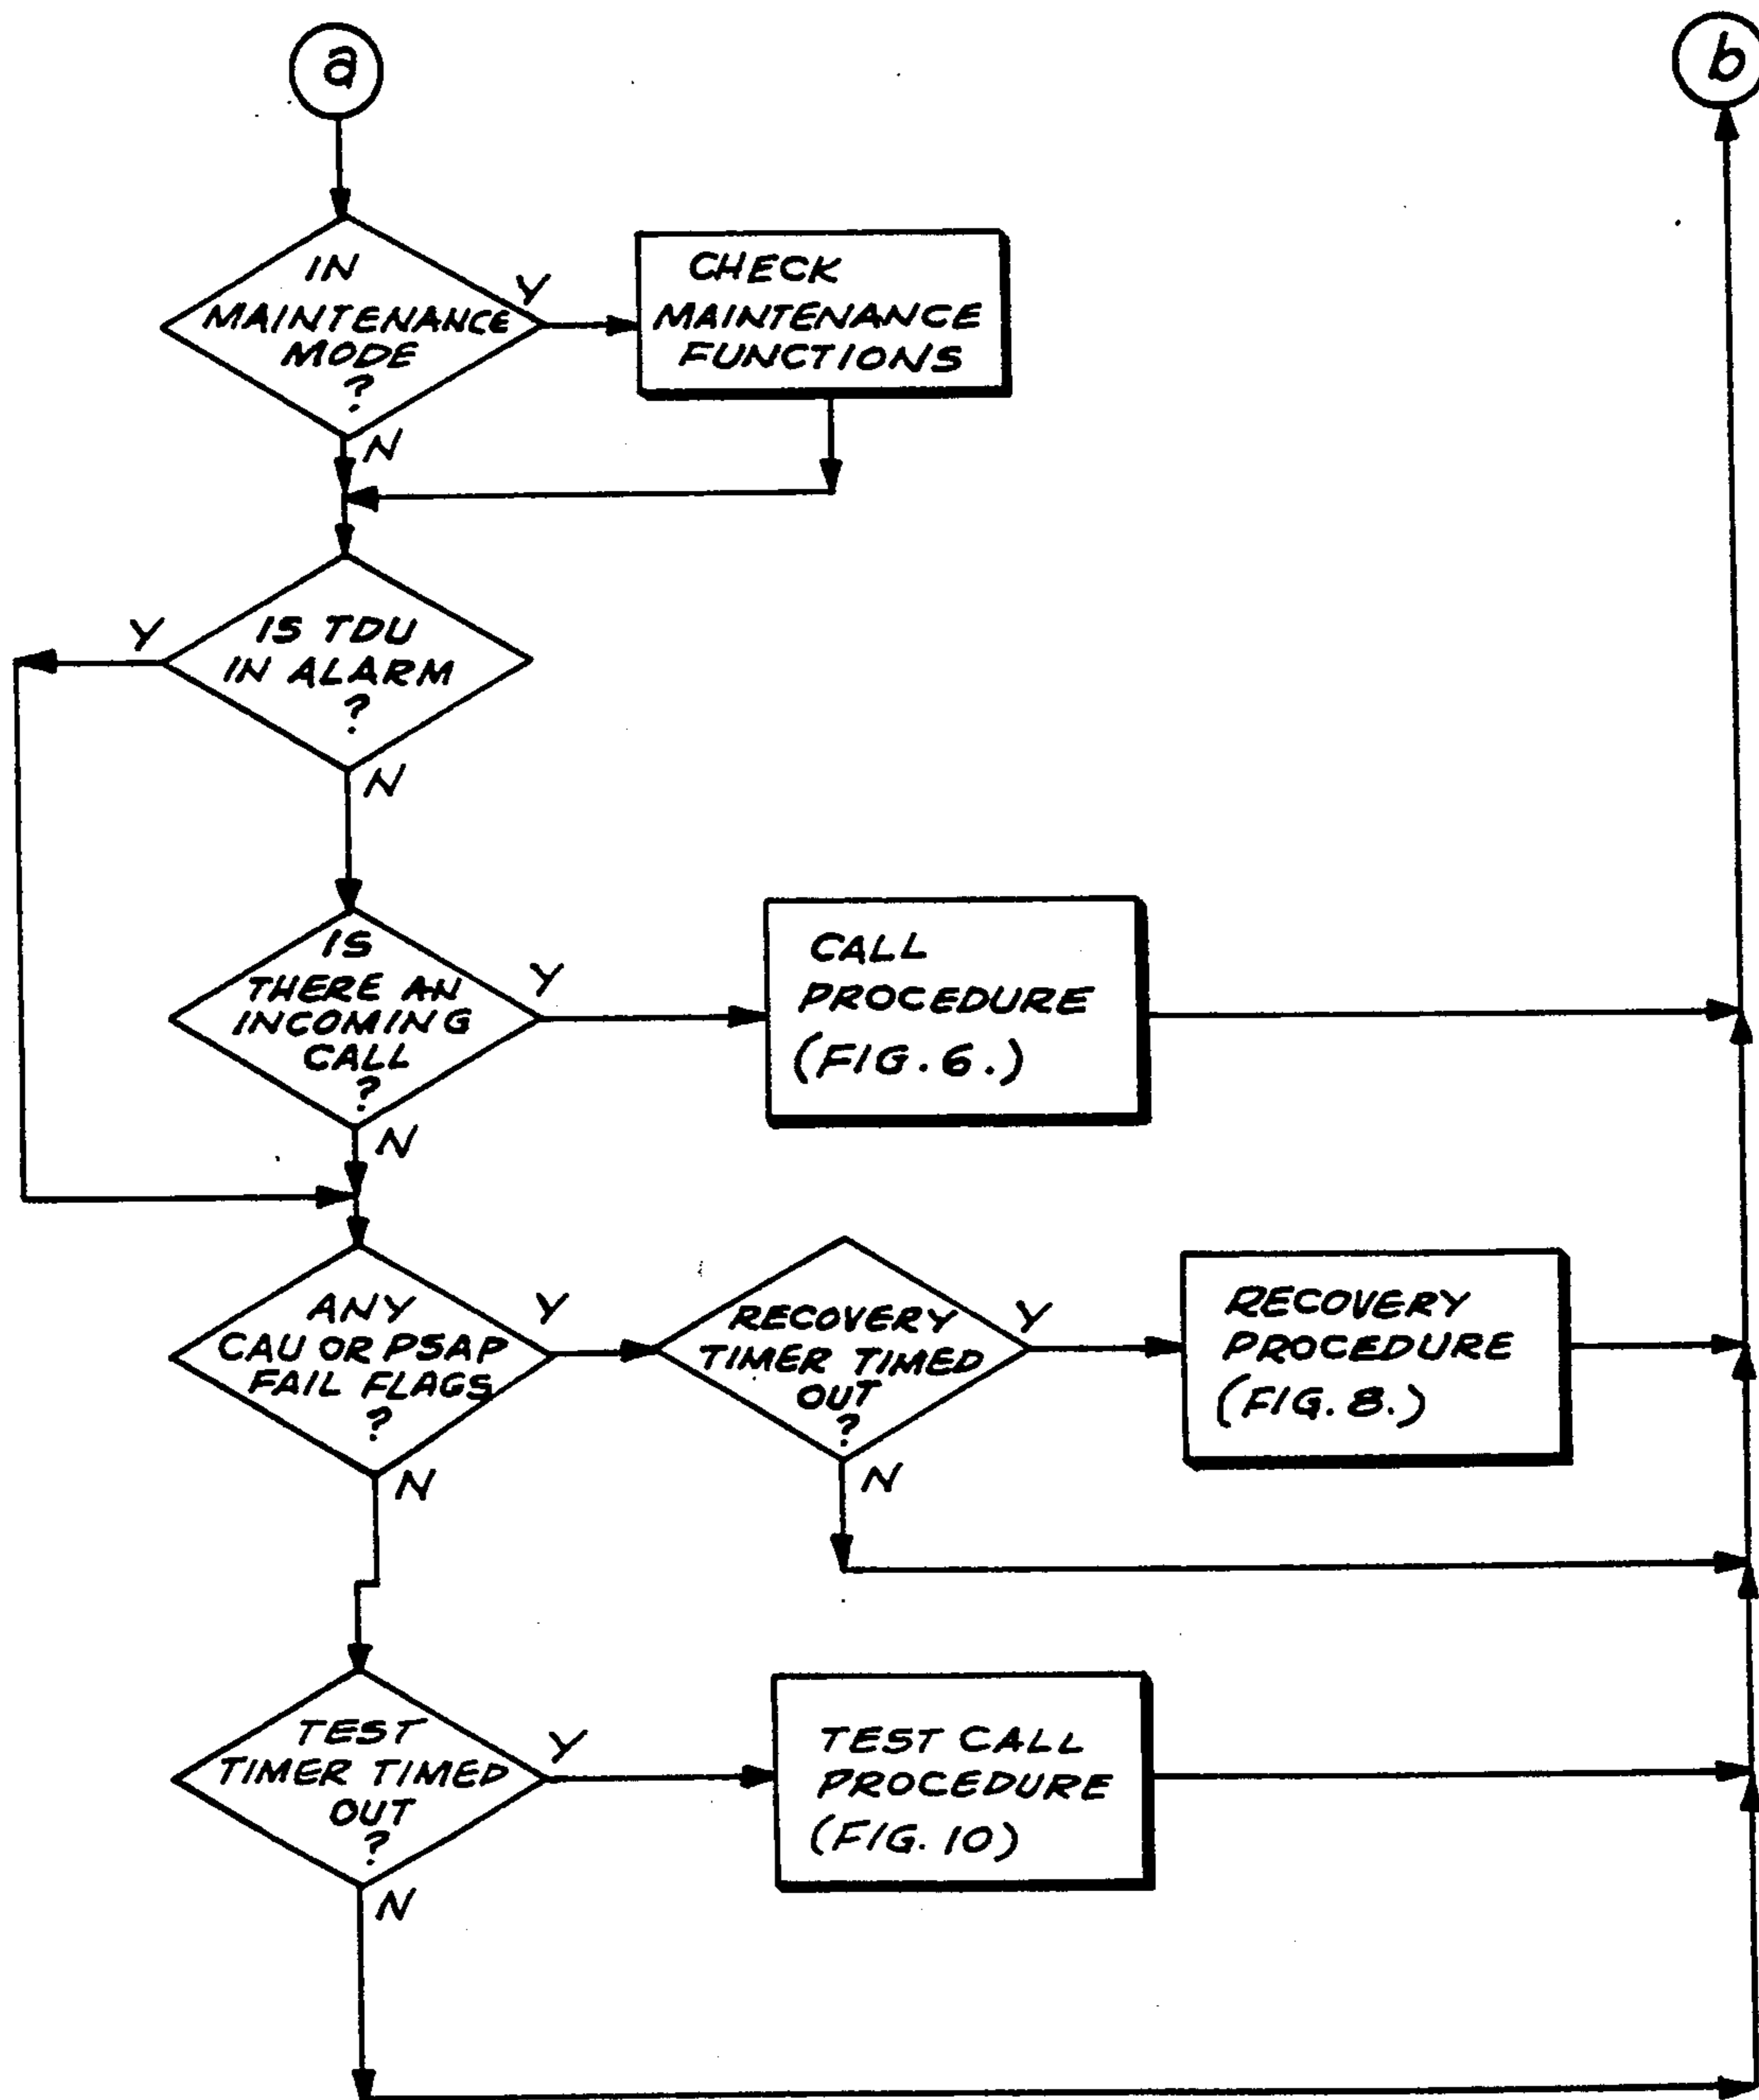 a
b
IN
MAINTENANCE
MODE
?
Y
N
CHECK
MAINTENANCE
FUNCTIONS
IS TDU
IN ALARM
?
Y
N
IS
THERE AN
INCOMING
CALL
?
Y
N
CALL
PROCEDURE
(FIG. 6.)
ANY
CAU OR PSAP
FAIL FLAGS
?
Y
N
RECOVERY
TIMER TIMED
OUT
?
Y
N
RECOVERY
PROCEDURE
(FIG. 8.)
TEST
TIMER TIMED
OUT
?
Y
N
TEST CALL
PROCEDURE
(FIG. 10)